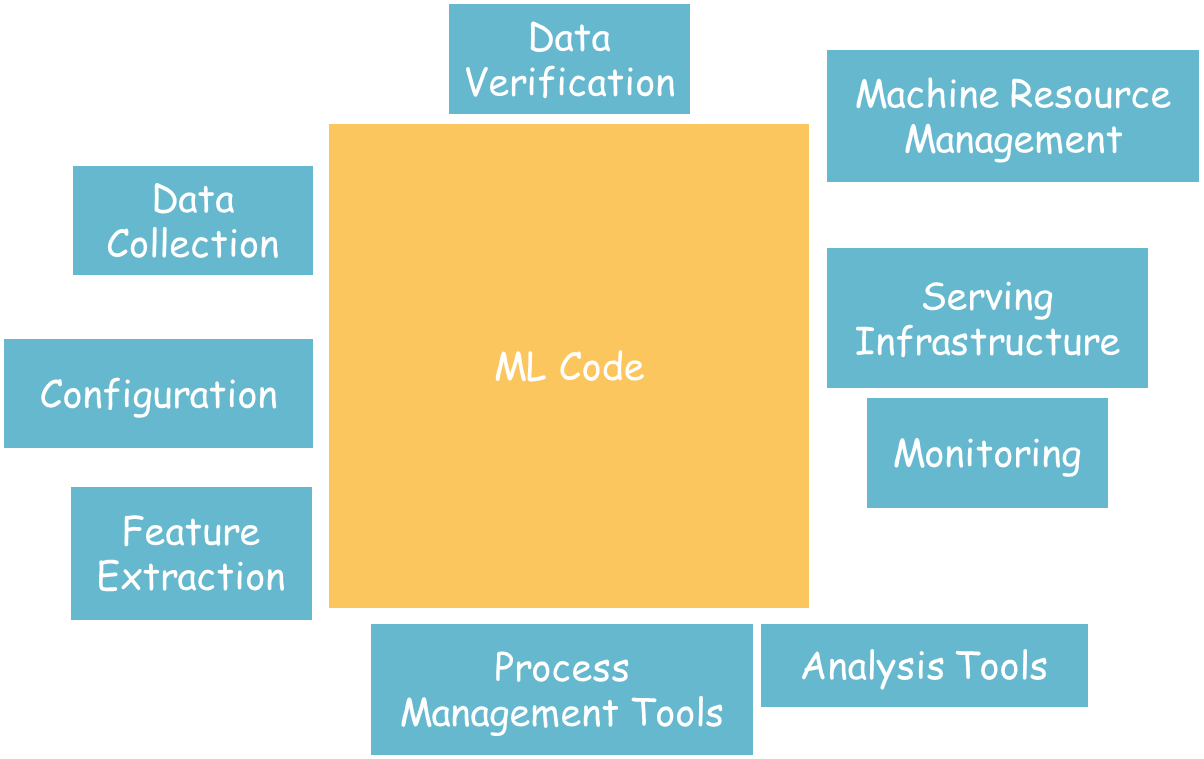 Data
Verification
Machine Resource
Management
Data
Collection
Serving
Infrastructure
ML Code
Configuration
Monitoring
Feature
Extraction
Process
Management Tools
Analysis Tools